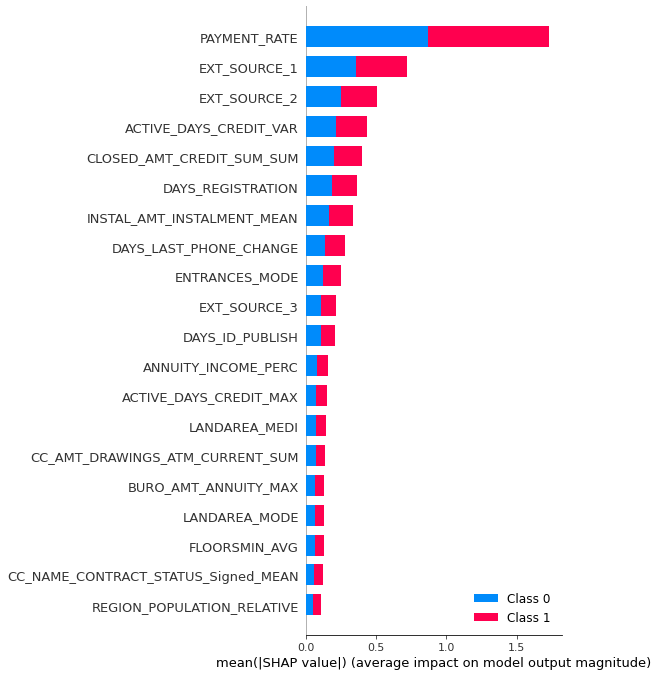 PAYMENT_RATE
EXT_SOURCE_1
EXT_SOURCE_2
ACTIVE_DAYS_CREDIT_VAR
CLOSED_AMT_CREDIT_SUM_SUM
DAYS_REGISTRATION
INSTAL_AMT_INSTALMENT_MEAN
DAYS_LAST_PHONE_CHANGE
ENTRANCES_MODE
EXT_SOURCE_3
DAYS_ID_PUBLISH
ANNUITY_INCOME_PERC
ACTIVE_DAYS_CREDIT_MAX
LANDAREA_MEDI
CC_AMT_DRAWINGS_ATM_CURRENT_SUM
BURO_AMT_ANNUITY_MAX
LANDAREA_MODE
FLOORSMIN_AVG
CC_NAME_CONTRACT_STATUS_Signed_MEAN
REGION_POPULATION_RELATIVE
Class 0
Class 1
0.0 0.5 1.0 1.5
mean(|SHAP value|) (average impact on model output magnitude)